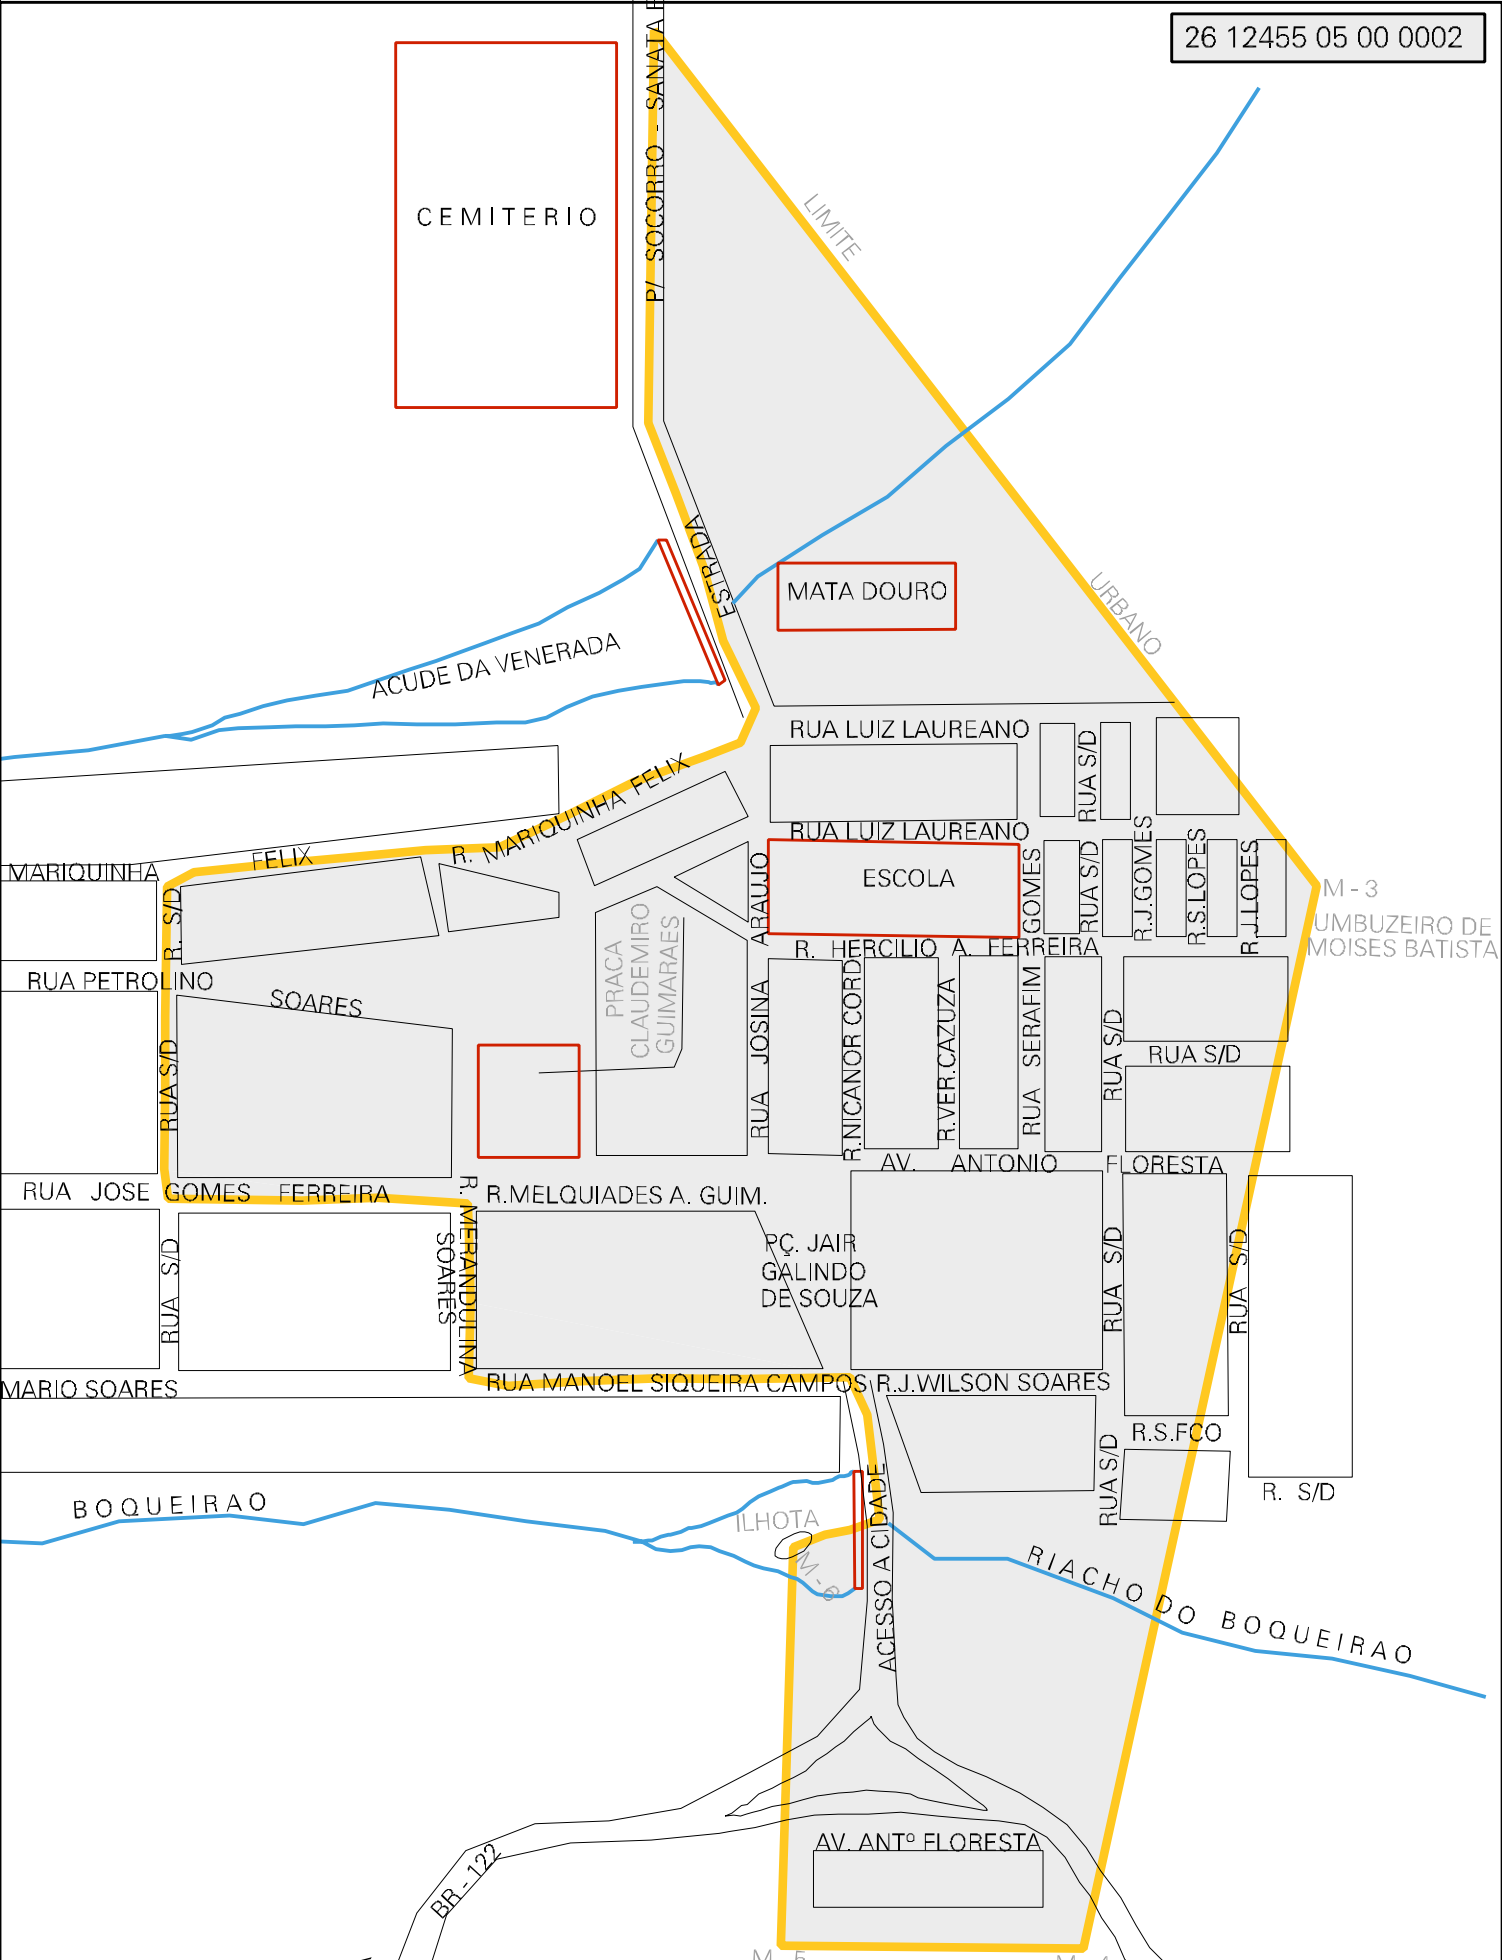 26 12455 05 00 0002
P/ SOCORRO - SANATA
CEMITERIO
LIMITE
ESTRADA
MATA DOURO
URBANO
ACUDE DA VENERADA
RUA LUIZ LAUREANO
RUA S/D
R. MARIQUINHA FELIX
RUA LUIZ LAUREANO
MARIQUINHA
FELIX
R. S/D
ARAUJO
ESCOLA
GOMES
RUA S/D
R.J.GOMES
R.S.LOPES
R.J.LOPES
M - 3
UMBUZEIRO DE
MOISES BATISTA
R. HERCILIO A. FERREIRA
PRACA
CLAUDEMIRO
GUIMARAES
RUA PETROLINO
SOARES
RUA S/D
RUA JOSINA
R.NICANOR CORD
R.VER.CAZUZA
RUA SERAFIM
RUA S/D
RUA S/D
AV. ANTONIO FLORESTA
RUA JOSE GOMES FERREIRA
R. MERANDULINA
SOARES
R.MELQUIADES A. GUIM.
PÇ. JAIR
GALINDO
DE SOUZA
RUA S/D
RUA S/D
RUA S/D
MARIO SOARES
RUA MANOEL SIQUEIRA CAMPOS
R.J.WILSON SOARES
R.S.FCO
RUA S/D
R. S/D
BOQUEIRAO
ILHOTA
M - 6
ACESSO A CIDADE
RIACHO DO BOQUEIRAO
AV. ANTº FLORESTA
BR - 122
M - 5